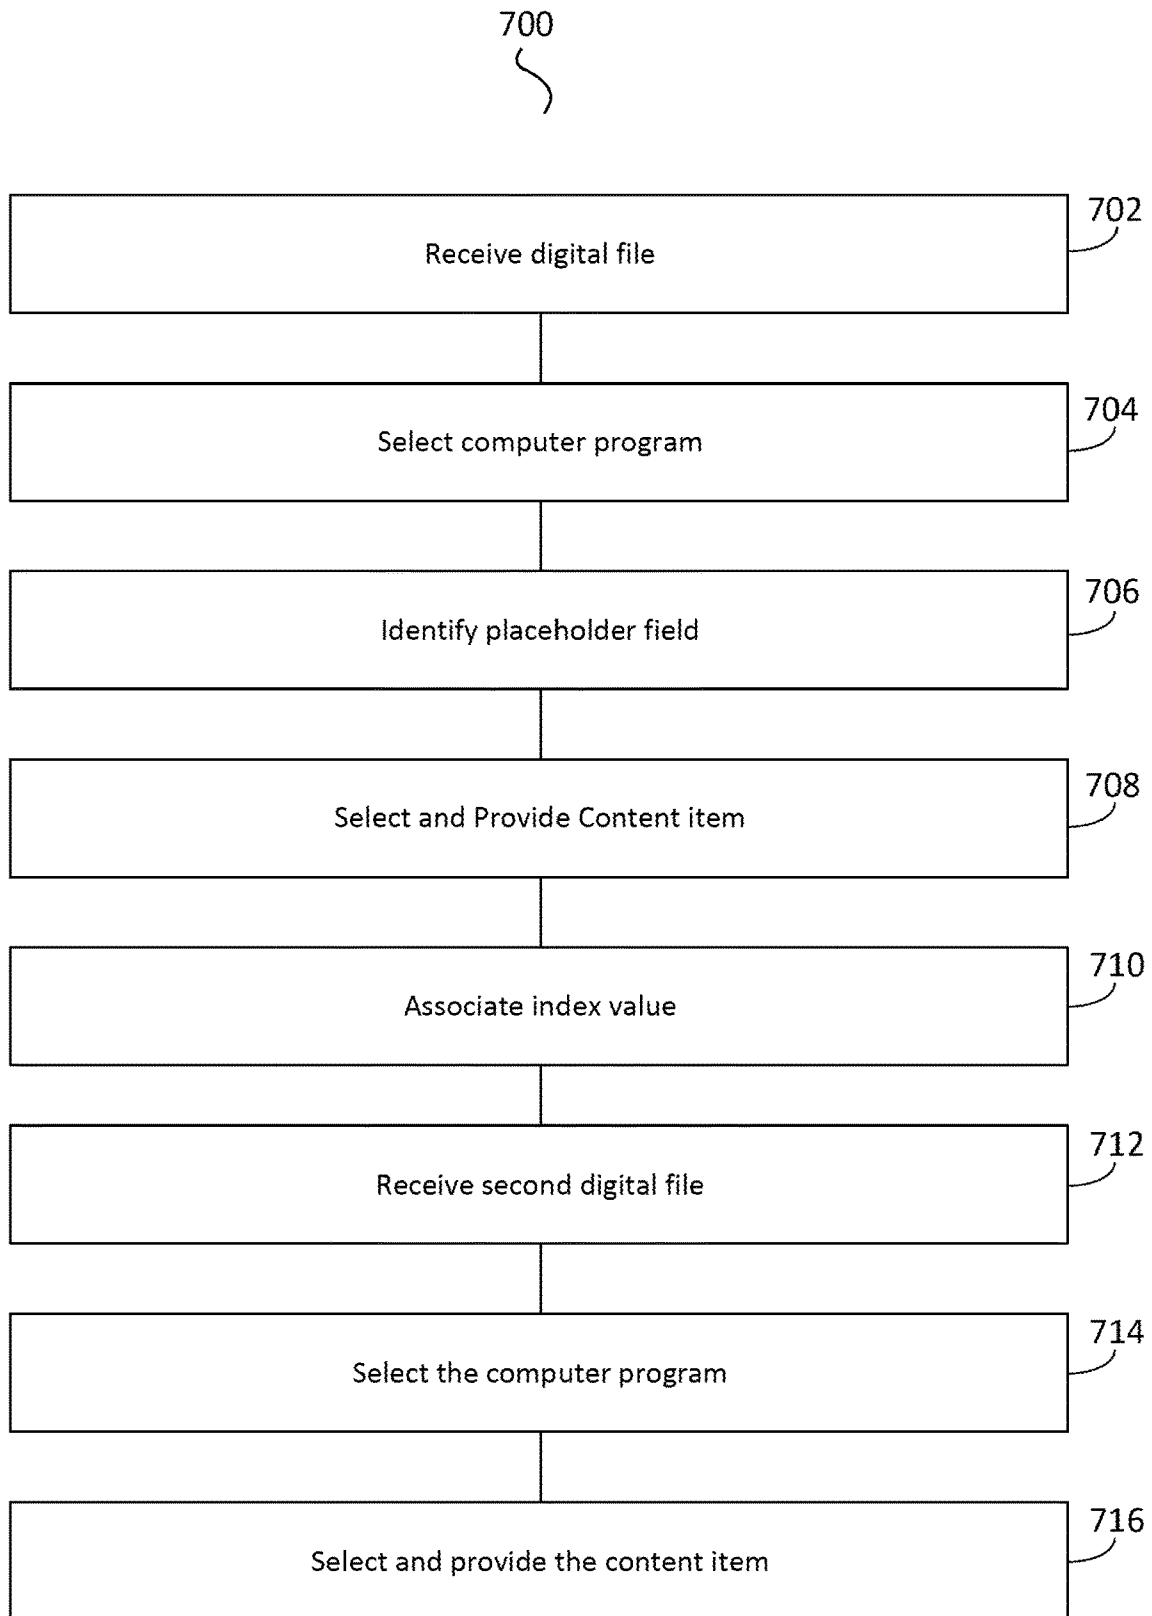 700
702
Receive digital file
704
Select computer program
706
Identify placeholder field
708
Select and Provide Content item
710
Associate index value
712
Receive second digital file
714
Select the computer program
716
Select and provide the content item